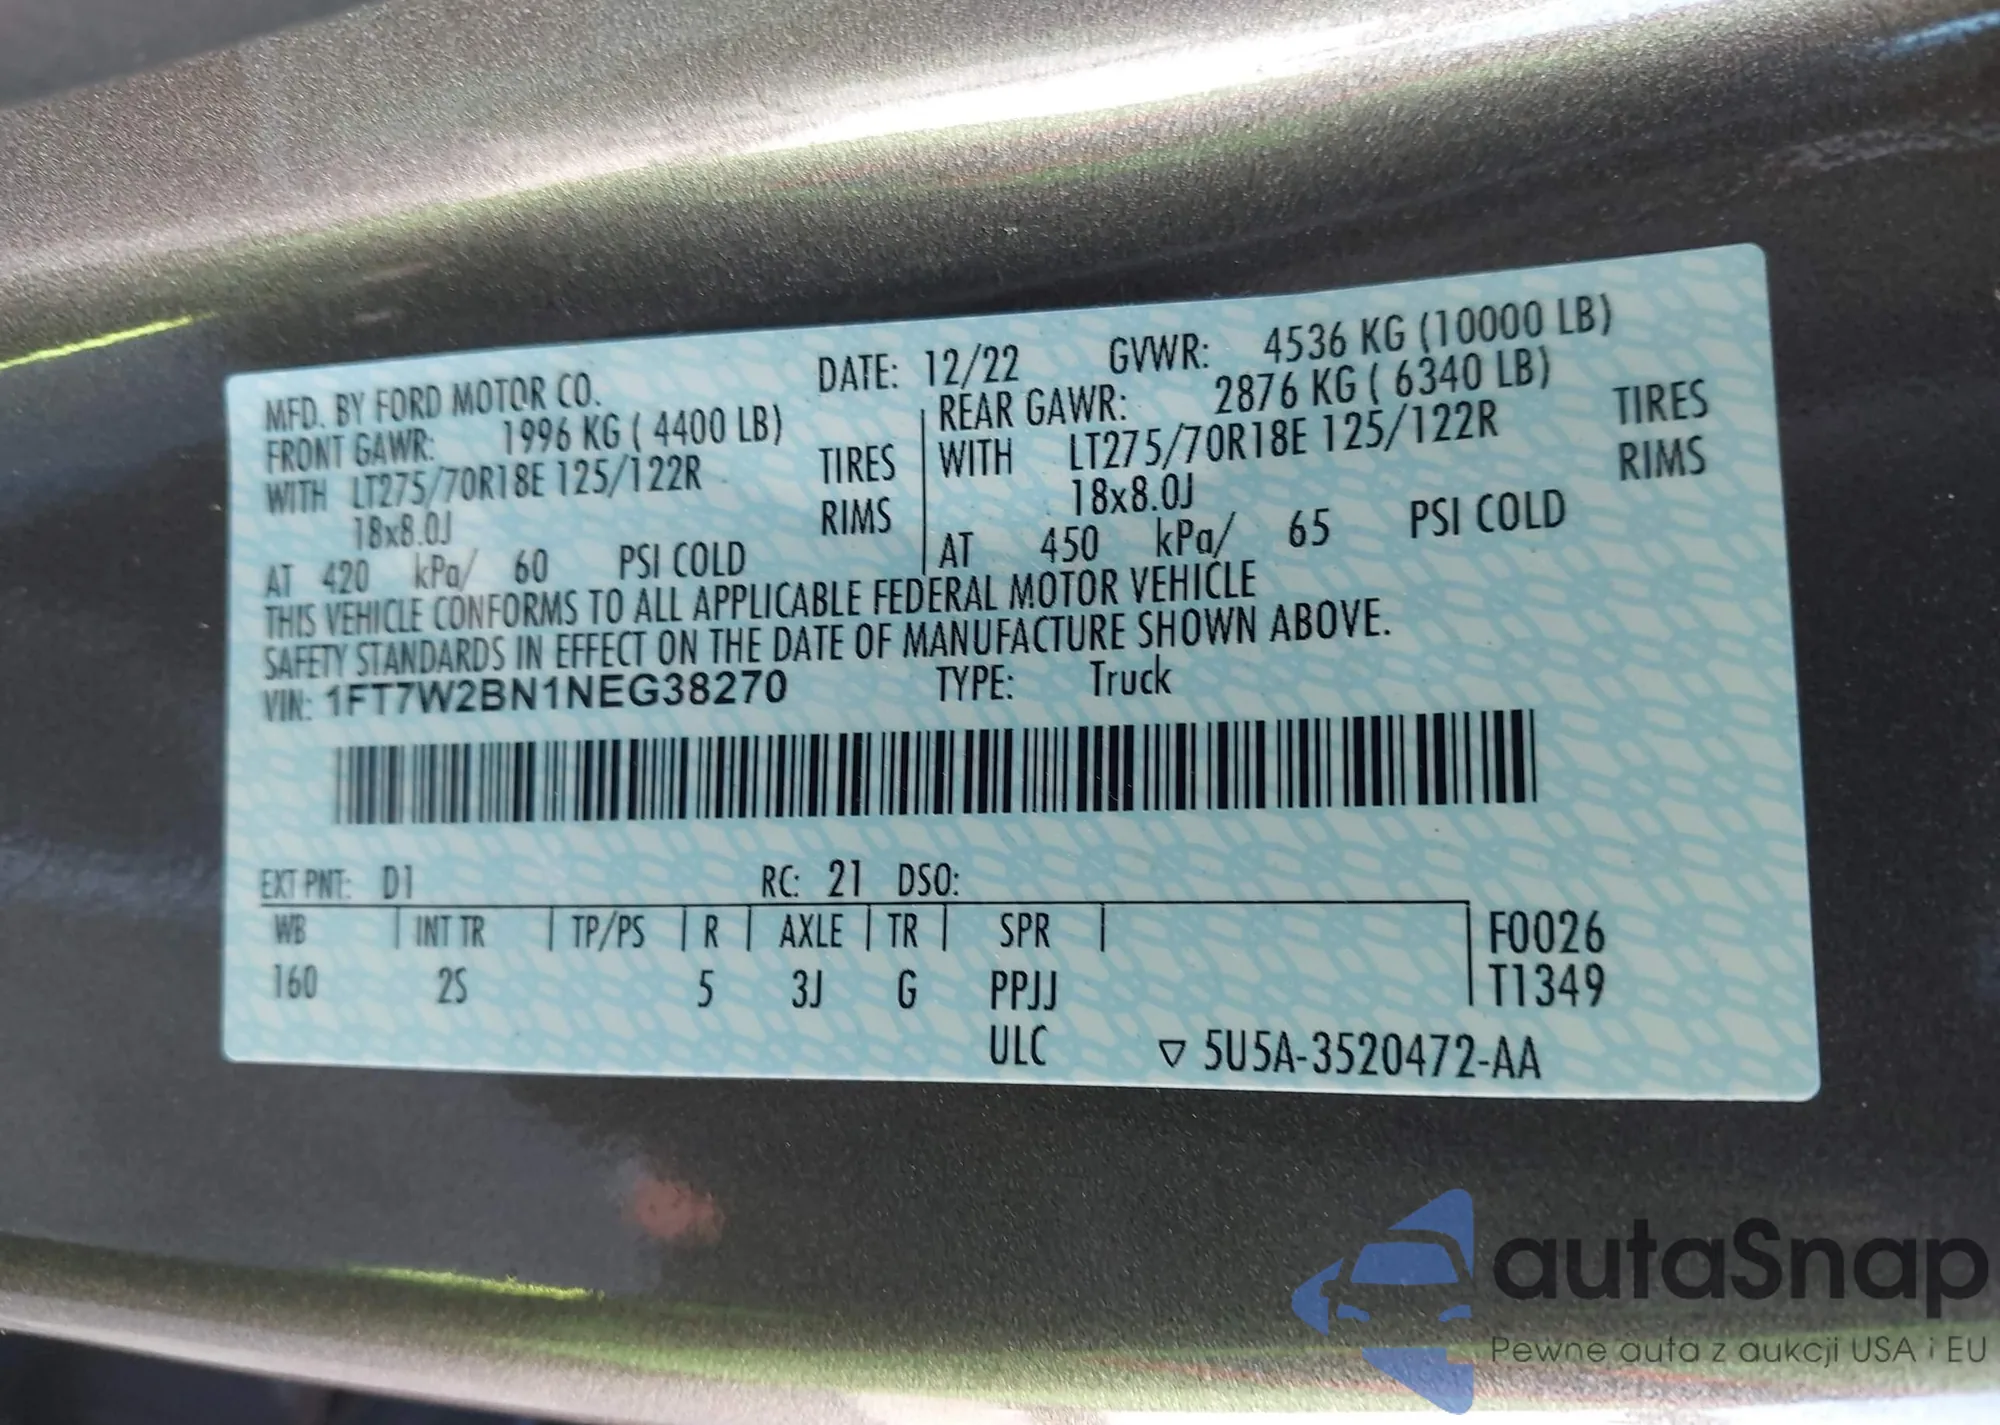 MFD. BY FORD MOTOR CO. DATE: 12/22 GVWR: 4536 KG (10000 LB)
FRONT GAWR: 1996 KG ( 4400 LB) REAR GAWR: 2876 KG ( 6340 LB)
WITH LT275/70R18E 125/122R TIRES WITH LT275/70R18E 125/122R TIRES
18x8.0J RIMS 18x8.0J RIMS
AT 420 kPa/ 60 PSI COLD AT 450 kPa/ 65 PSI COLD
THIS VEHICLE CONFORMS TO ALL APPLICABLE FEDERAL MOTOR VEHICLE
SAFETY STANDARDS IN EFFECT ON THE DATE OF MANUFACTURE SHOWN ABOVE.
VIN: 1FT7W2BN1NEG38270 TYPE: Truck
EXT PNT: D1 RC: 21 DSO:
WB INT TR TP/PS R AXLE TR SPR F0026
160 2S 5 3J G PPJJ T1349
ULC ▽ 5U5A-3520472-AA
autaSnap
Pewne auta z aukcji USA i EU